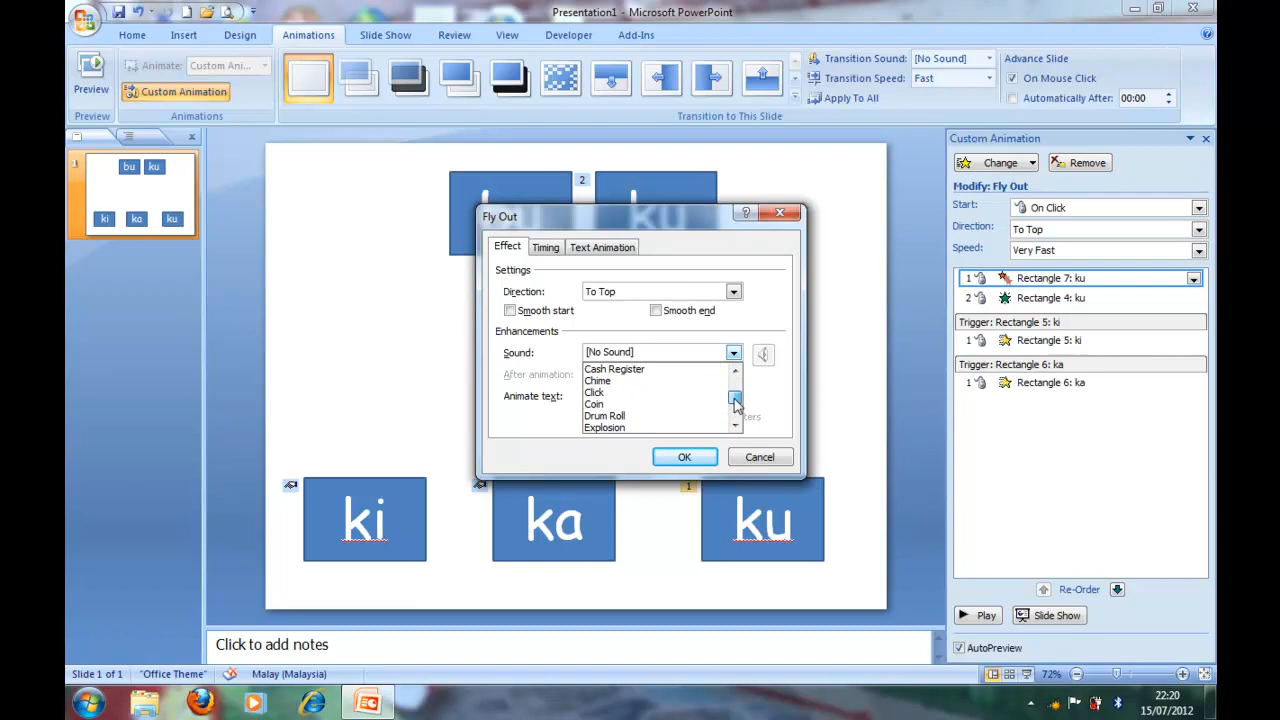 Presentation1 - Microsoft PowerPoint
Home Insert Design Animations Slide Show Review View Developer Add-Ins
Preview
Animate: Custom Ani...
Custom Animation
Transition Sound: [No Sound]
Transition Speed: Fast
Apply To All
Advance Slide
On Mouse Click
Automatically After: 00:00
Preview Animations Transition to This Slide
1
bu ku
ki ka ku
2
ku
Fly Out
Effect Timing Text Animation
Settings
Direction: To Top
Smooth start Smooth end
Enhancements
Sound: [No Sound]
After animation:
Animate text:
Cash Register
Chime
Click
Coin
Drum Roll
Explosion
OK Cancel
1
ki ka ku
Custom Animation
Change Remove
Modify: Fly Out
Start: On Click
Direction: To Top
Speed: Very Fast
1 Rectangle 7: ku
2 Rectangle 4: ku
Trigger: Rectangle 5: ki
1 Rectangle 5: ki
Trigger: Rectangle 6: ka
1 Rectangle 6: ka
Re-Order
Play Slide Show
AutoPreview
Click to add notes
Slide 1 of 1 "Office Theme" Malay (Malaysia) 72%
22:20
15/07/2012